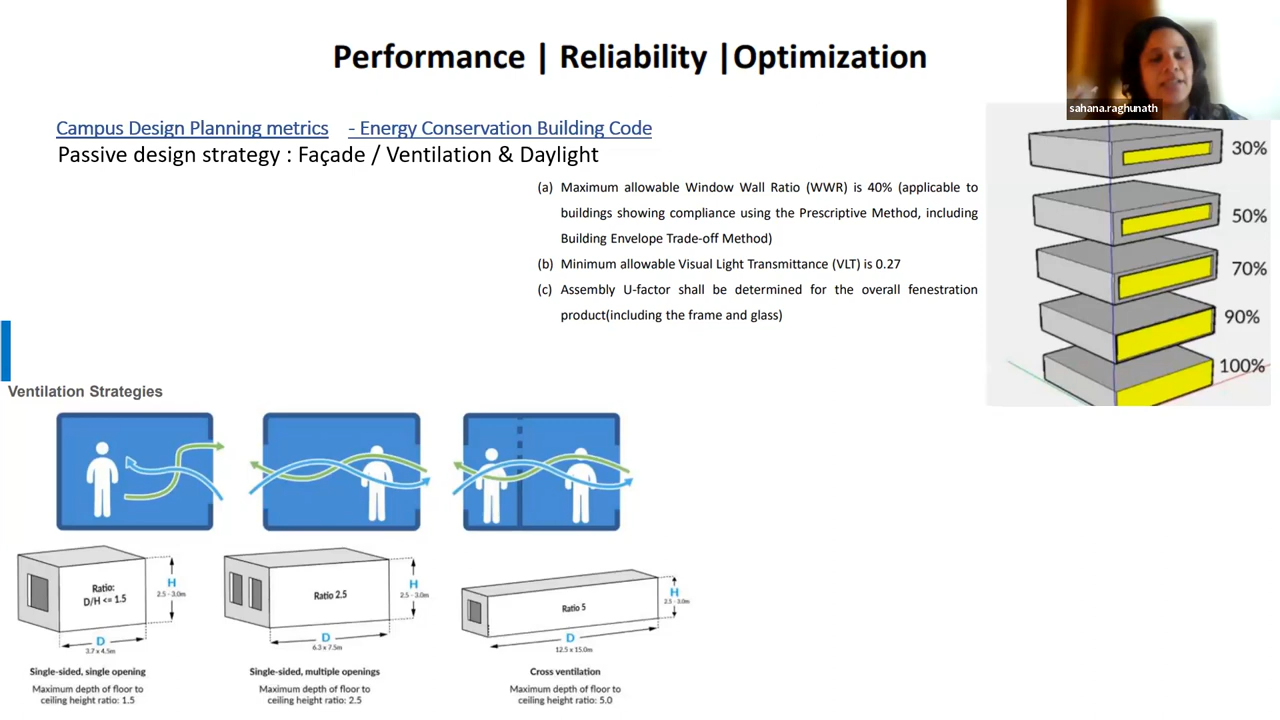 Performance | Reliability |Optimization
sahana.raghunath
Campus Design Planning metrics - Energy Conservation Building Code
Passive design strategy : Façade / Ventilation & Daylight
(a) Maximum allowable Window Wall Ratio (WWR) is 40% (applicable to
buildings showing compliance using the Prescriptive Method, including
Building Envelope Trade-off Method)
(b) Minimum allowable Visual Light Transmittance (VLT) is 0.27
(c) Assembly U-factor shall be determined for the overall fenestration
product(including the frame and glass)
30%
50%
70%
90%
100%
Ventilation Strategies
Ratio:
D/H <= 1.5
H
2.5 - 3.0m
D
3.7 x 4.5m
Single-sided, single opening
Maximum depth of floor to
ceiling height ratio: 1.5
Ratio 2.5
H
2.5 - 3.0m
D
6.3 x 7.5m
Single-sided, multiple openings
Maximum depth of floor to
ceiling height ratio: 2.5
Ratio 5
H
2.5 - 3.0m
D
12.5 x 15.0m
Cross ventilation
Maximum depth of floor to
ceiling height ratio: 5.0